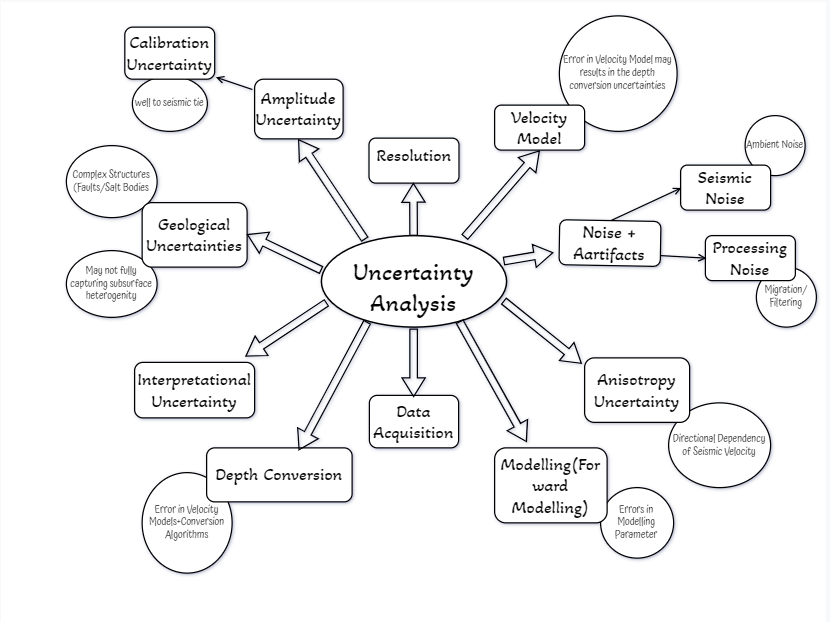 Calibration
Uncertainty
well to seismic tie
Amplitude
Uncertainty
Resolution
Error in Velocity Model may
results in the depth
conversion uncertainties
Velocity
Model
Ambient Noise
Seismic
Noise
Noise +
Aartifacts
Processing
Noise
Migration/
Filtering
Complex Structures
(Faults/Salt Bodies
Geological
Uncertainties
May not fully
capturing subsurface
heterogenity
Uncertainty
Analysis
Interpretational
Uncertainty
Data
Acquisition
Anisotropy
Uncertainty
Directional Dependency
of Seismic Velocity
Depth Conversion
Error in Velocity
Models+Conversion
Algorithms
Modelling(For
ward
Modelling)
Errors in
Modelling
Parameter